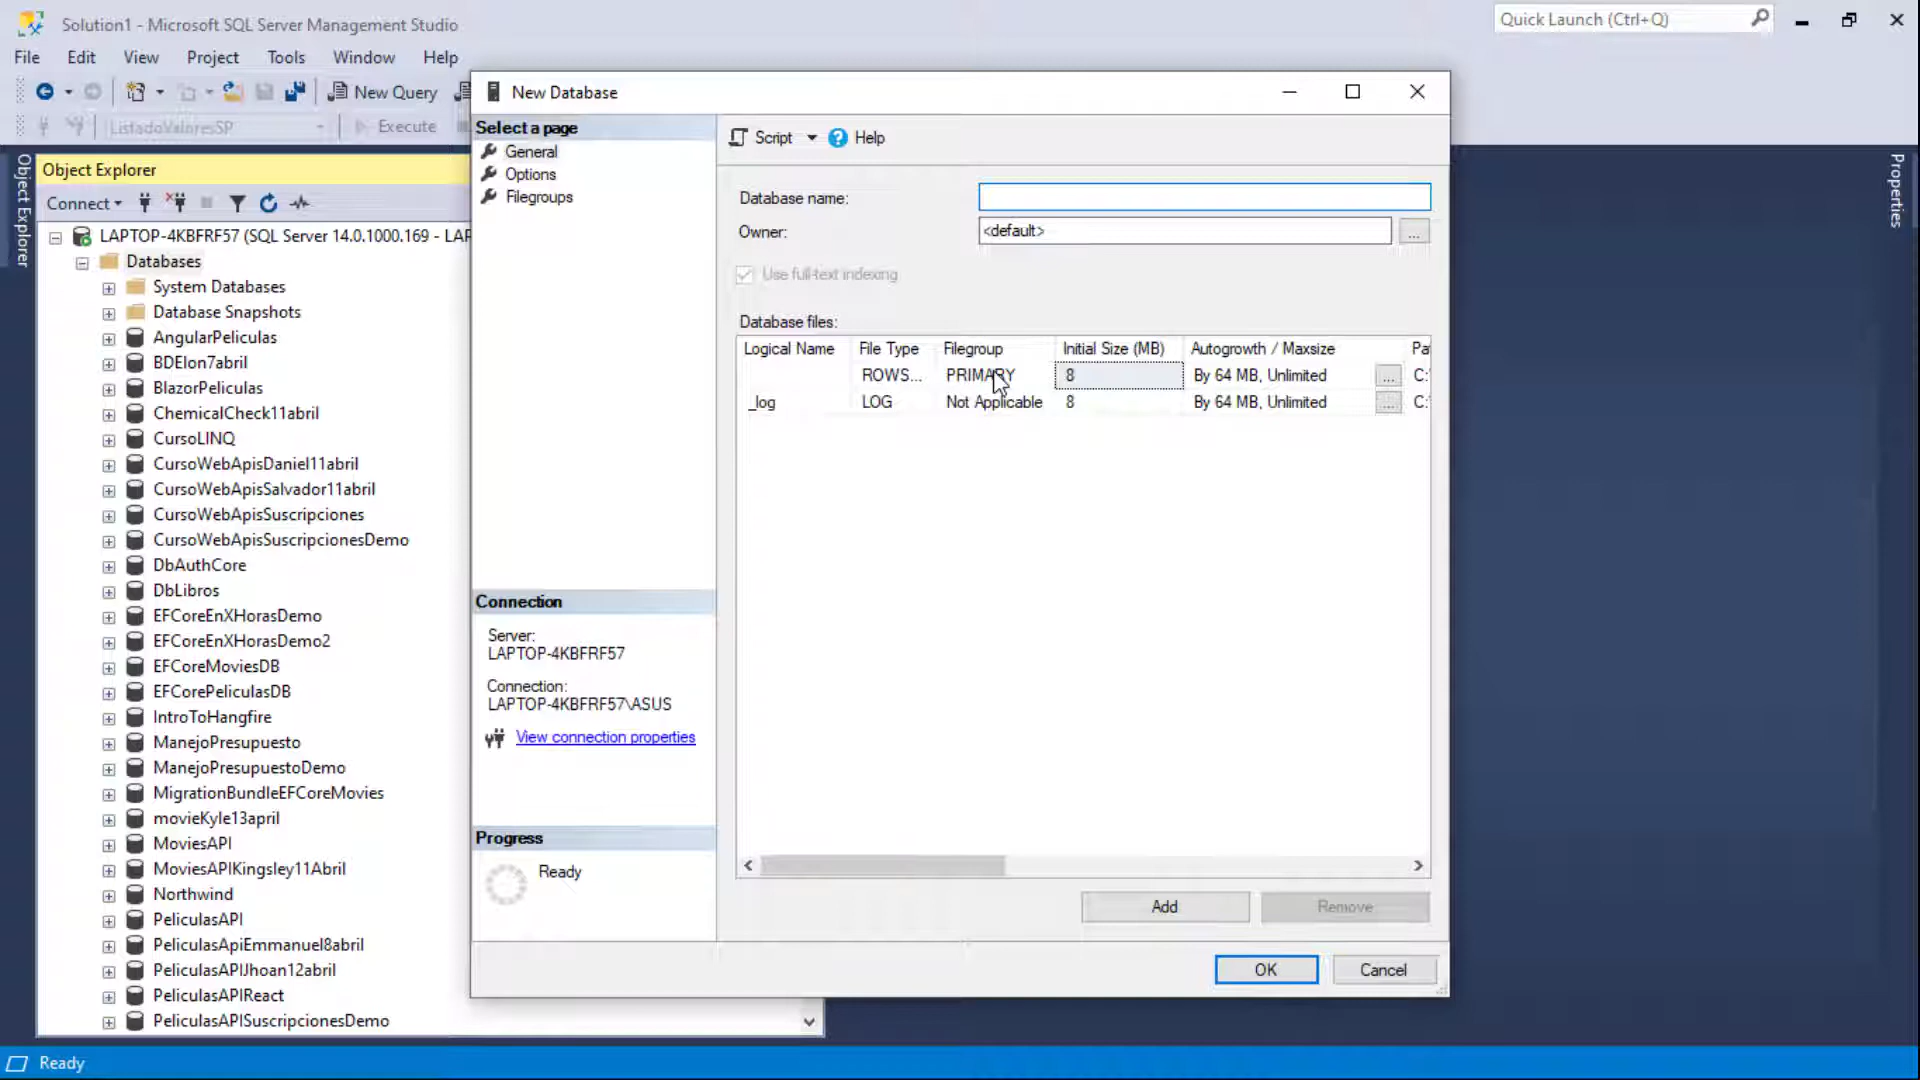 Solution1 - Microsoft SQL Server Management Studio
Quick Launch (Ctrl+Q)
File Edit View Project Tools Window Help
New Query
ListadoValoresSP
Execute
Object Explorer
Object Explorer
Properties
Connect
LAPTOP-4KBFRF57 (SQL Server 14.0.1000.169 - LAP
Databases
System Databases
Database Snapshots
AngularPeliculas
BDElon7abril
BlazorPeliculas
ChemicalCheck11abril
CursoLINQ
CursoWebApisDaniel11abril
CursoWebApisSalvador11abril
CursoWebApisSuscripciones
CursoWebApisSuscripcionesDemo
DbAuthCore
DbLibros
EFCoreEnXHorasDemo
EFCoreEnXHorasDemo2
EFCoreMoviesDB
EFCorePeliculasDB
IntroToHangfire
ManejoPresupuesto
ManejoPresupuestoDemo
MigrationBundleEFCoreMovies
movieKyle13april
MoviesAPI
MoviesAPIKingsley11Abril
Northwind
PeliculasAPI
PeliculasApiEmmanuel8abril
PeliculasAPIJhoan12abril
PeliculasAPIReact
PeliculasAPISuscripcionesDemo
New Database
Select a page
General
Options
Filegroups
Connection
Server:
LAPTOP-4KBFRF57
Connection:
LAPTOP-4KBFRF57\ASUS
View connection properties
Progress
Ready
Script Help
Database name:
Owner: <default> ...
Use full-text indexing
Database files:
Logical Name File Type Filegroup Initial Size (MB) Autogrowth / Maxsize Pa
ROWS... PRIMARY 8 By 64 MB, Unlimited ... C:
_log LOG Not Applicable 8 By 64 MB, Unlimited ... C:
Add Remove
OK Cancel
Ready